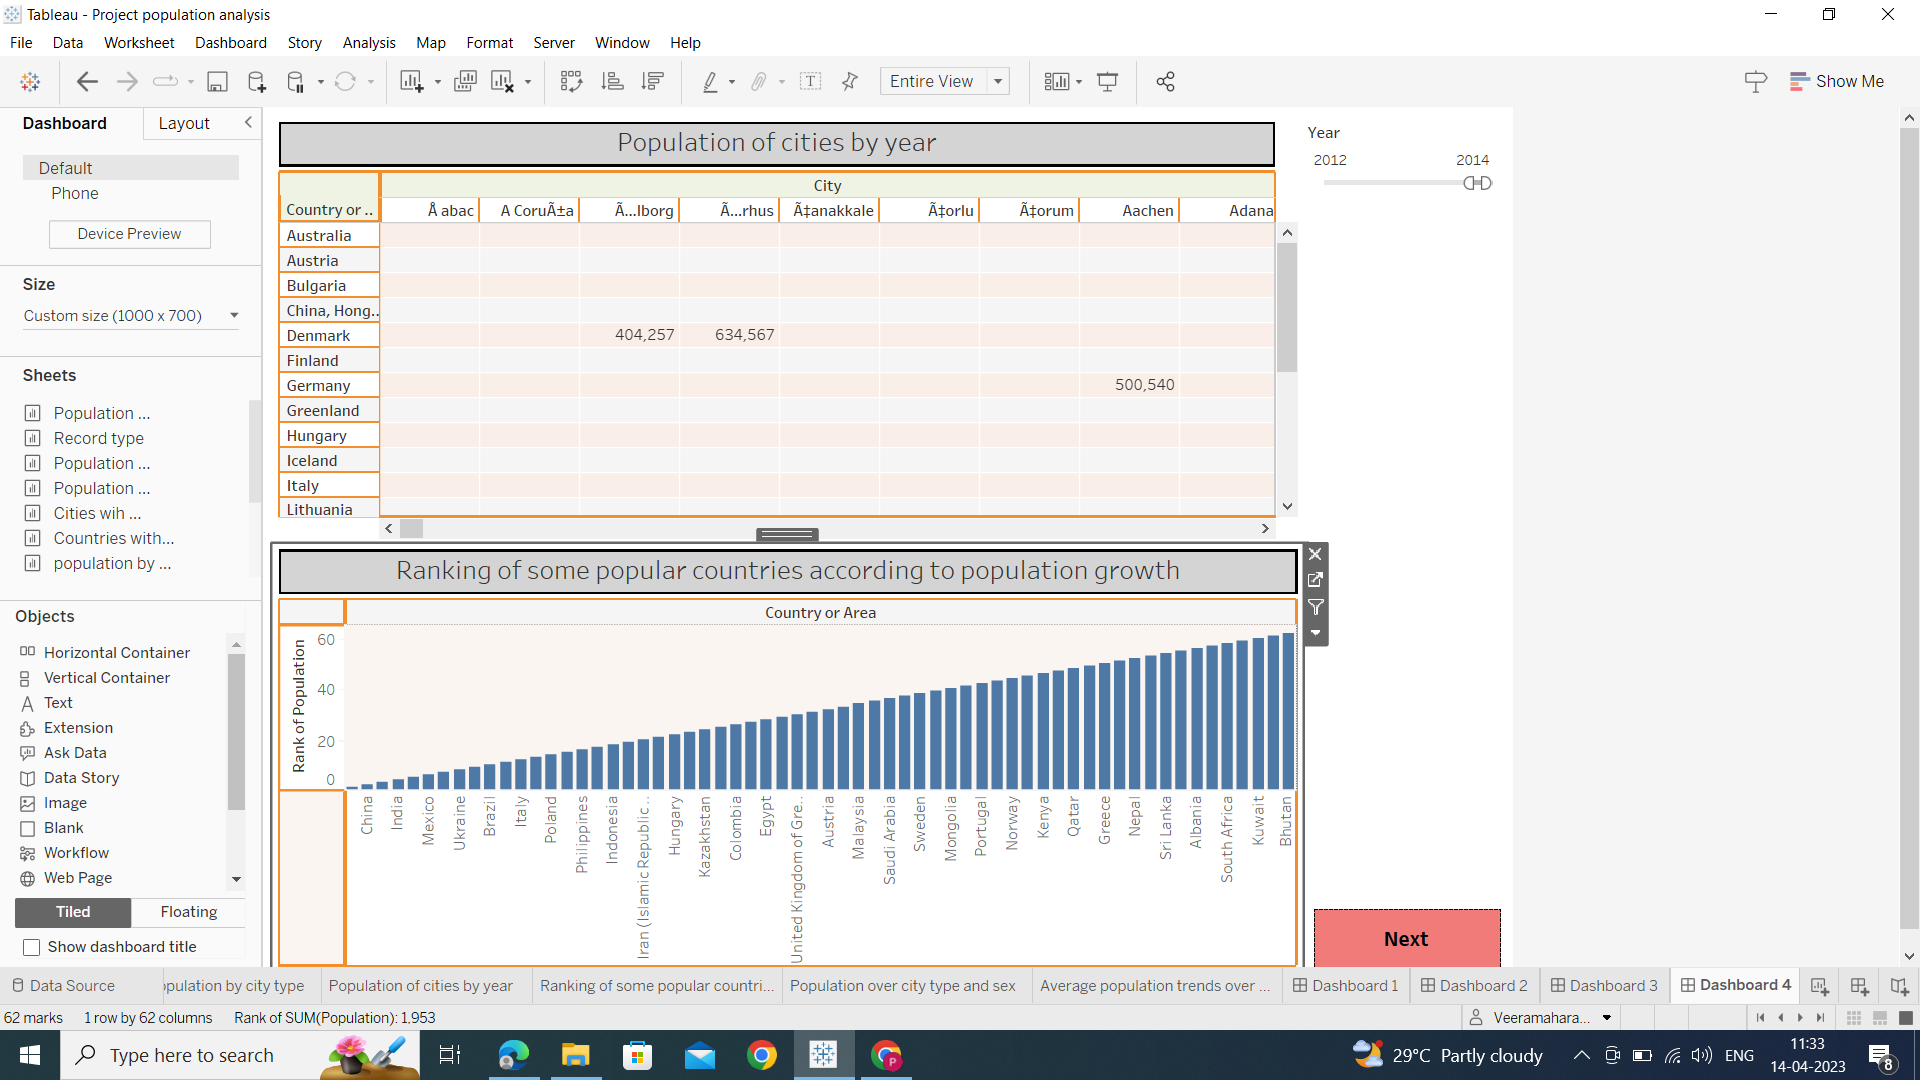 Tableau - Project population analysis
File Data Worksheet Dashboard Story Analysis Map Format Server Window Help
Entire View
Show Me
Dashboard
Layout
Default
Phone
Device Preview
Size
Custom size (1000 x 700)
Sheets
Population ...
Record type
Population ...
Population ...
Cities wih ...
Countries with...
population by ...
Objects
Horizontal Container
Vertical Container
Text
Extension
Ask Data
Data Story
Image
Blank
Workflow
Web Page
Tiled
Floating
Show dashboard title
Population of cities by year
City
Country or .. Å abac A CoruÃ±a Ã…lborg Ã…rhus Ã‡anakkale Ã‡orlu Ã‡orum Aachen Adana
Australia
Austria
Bulgaria
China, Hong..
Denmark 404,257 634,567
Finland
Germany 500,540
Greenland
Hungary
Iceland
Italy
Lithuania
Year
2012 2014
Ranking of some popular countries according to population growth
Country or Area
Rank of Population
60
40
20
0
China
India
Mexico
Ukraine
Brazil
Italy
Poland
Philippines
Indonesia
Iran (Islamic Republic ..
Hungary
Kazakhstan
Colombia
Egypt
United Kingdom of Gre..
Austria
Malaysia
Saudi Arabia
Sweden
Mongolia
Portugal
Norway
Kenya
Qatar
Greece
Nepal
Sri Lanka
Albania
South Africa
Kuwait
Bhutan
Next
Data Source
opulation by city type
Population of cities by year
Ranking of some popular countri...
Population over city type and sex
Average population trends over ...
Dashboard 1
Dashboard 2
Dashboard 3
Dashboard 4
62 marks 1 row by 62 columns Rank of SUM(Population): 1,953
Veeramahara...
Type here to search
29°C Partly cloudy
ENG
11:33
14-04-2023
8